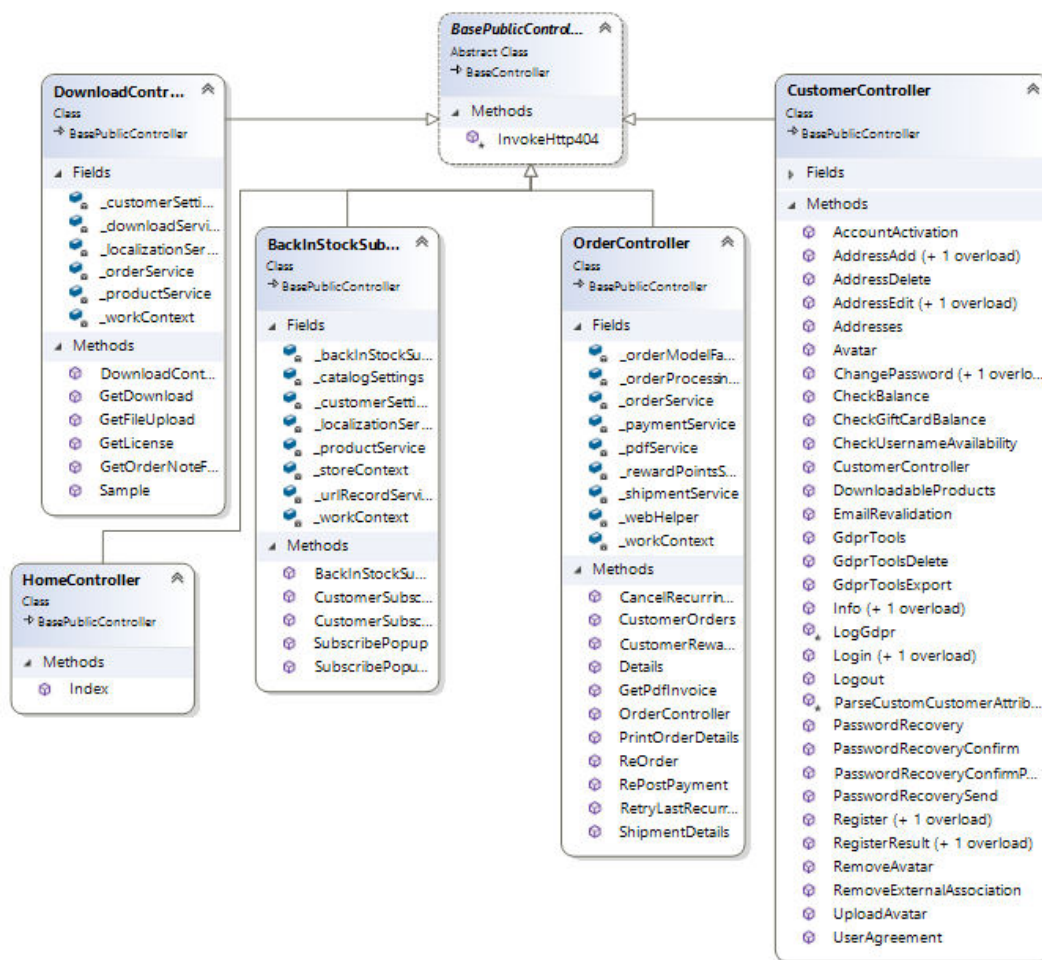 BasePublicControl...
Abstract Class
BaseController
Methods
InvokeHttp404
DownloadContr...
Class
BasePublicController
Fields
_customerSetti...
_downloadServi...
_localizationSer...
_orderService
_productService
_workContext
Methods
DownloadCont...
GetDownload
GetFileUpload
GetLicense
GetOrderNoteF...
Sample
HomeController
Class
BasePublicController
Methods
Index
BackInStockSub...
Class
BasePublicController
Fields
_backInStockSu...
_catalogSettings
_customerSetti...
_localizationSer...
_productService
_storeContext
_urlRecordServi...
_workContext
Methods
BackInStockSu...
CustomerSubsc...
CustomerSubsc...
SubscribePopup
SubscribePopu...
OrderController
Class
BasePublicController
Fields
_orderModelFa...
_orderProcessin...
_orderService
_paymentService
_pdfService
_rewardPointsS...
_shipmentService
_webHelper
_workContext
Methods
CancelRecurrin...
CustomerOrders
CustomerRewa...
Details
GetPdfInvoice
OrderController
PrintOrderDetails
ReOrder
RePostPayment
RetryLastRecurr...
ShipmentDetails
CustomerController
Class
BasePublicController
Fields
Methods
AccountActivation
AddressAdd (+ 1 overload)
AddressDelete
AddressEdit (+ 1 overload)
Addresses
Avatar
ChangePassword (+ 1 overlo...
CheckBalance
CheckGiftCardBalance
CheckUsernameAvailability
CustomerController
DownloadableProducts
EmailRevalidation
GdprTools
GdprToolsDelete
GdprToolsExport
Info (+ 1 overload)
LogGdpr
Login (+ 1 overload)
Logout
ParseCustomCustomerAttrib...
PasswordRecovery
PasswordRecoveryConfirm
PasswordRecoveryConfirmP...
PasswordRecoverySend
Register (+ 1 overload)
RegisterResult (+ 1 overload)
RemoveAvatar
RemoveExternalAssociation
UploadAvatar
UserAgreement